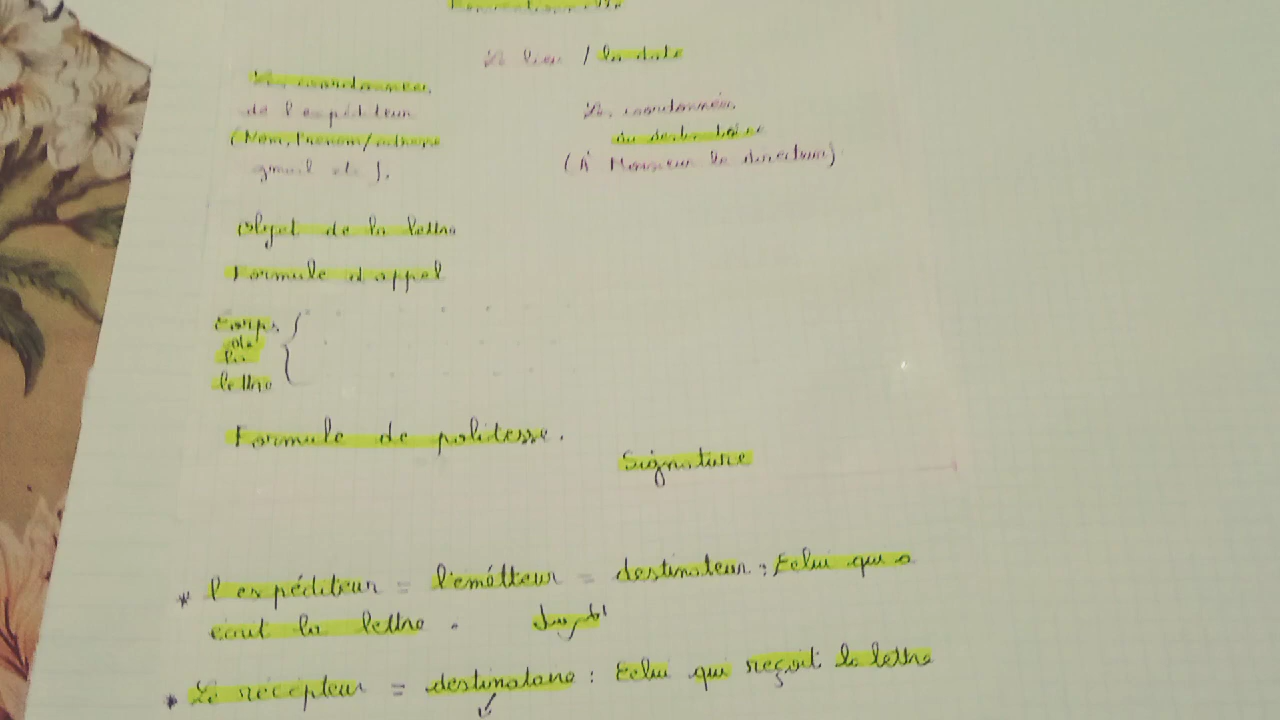 Le lieu / la date
Les coordonnées
de l'expéditeur
(Nom, Prénom/adresse
gmail etc).
Les coordonnées
du destinataire
(À Monsieur le directeur)
Objet de la lettre
Formule d'appel
Corps
de
la
lettre
Formule de politesse.
Signature
* l'expéditeur = l'emétteur = destinateur : Celui qui a
écrit la lettre.
* Le récepteur = destinataire : Celui qui reçoit la lettre